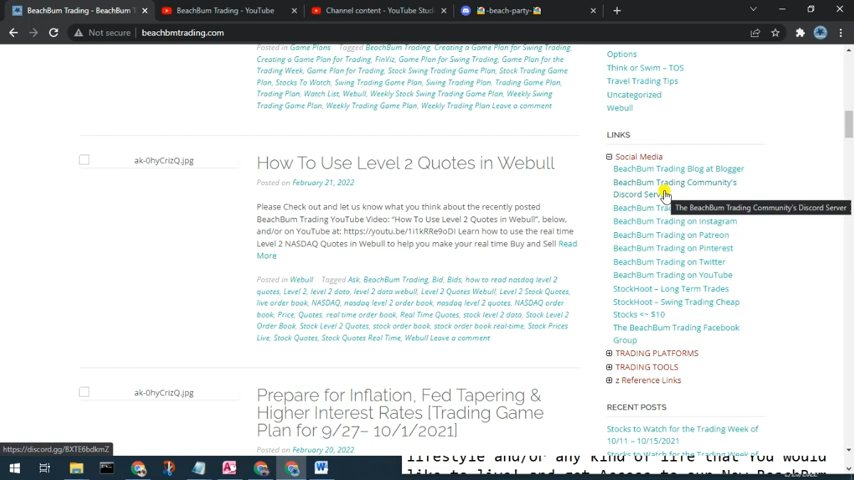 BeachBum Trading - BeachBum T
BeachBum Trading - YouTube
Channel content - YouTube Stud
-beach-party-
Not secure
beachbmtrading.com
Posted in Game Plans Tagged BeachBum Trading, Creating a Game Plan for Swing Trading,
Creating a Game Plan for Trading, FinViz, Game Plan for Swing Trading, Game Plan for the
Trading Week, Game Plan for Trading, Stock Swing Trading Game Plan, Stock Trading Game
Plan, Stocks To Watch, Swing Trading Game Plan, Swing Trading Plan, Trading Game Plan,
Trading Plan, Watch List, Webull, Weekly Stock Swing Trading Game Plan, Weekly Swing
Trading Game Plan, Weekly Trading Game Plan, Weekly Trading Plan Leave a comment
ak-0hyCrizQ.jpg
How To Use Level 2 Quotes in Webull
Posted on February 21, 2022
Please Check out and let us know what you think about the recently posted
BeachBum Trading YouTube Video: "How To Use Level 2 Quotes in Webull", below,
and/or on YouTube at: https://youtu.be/1i1kRRe9oDI Learn how to use the real time
Level 2 NASDAQ Quotes in Webull to help you make your real time Buy and Sell Read
More
Posted in Webull Tagged Ask, BeachBum Trading, Bid, Bids, how to read nasdaq level 2
quotes, Level 2, level 2 data, level 2 data webull, Level 2 Quotes Webull, Level 2 Stock Quotes,
live order book, NASDAQ, nasdaq level 2 order book, nasdaq level 2 quotes, NASDAQ order
book, Price, Quotes, real time order book, Real Time Quotes, stock level 2 data, Stock Level 2
Order Book, Stock Level 2 Quotes, stock order book, stock order book real-time, Stock Prices
Live, Stock Quotes, Stock Quotes Real Time, Webull Leave a comment
ak-0hyCrizQ.jpg
Prepare for Inflation, Fed Tapering &
Higher Interest Rates [Trading Game
Plan for 9/27– 10/1/2021]
Posted on February 20, 2022
Options
Think or Swim – TOS
Travel Trading Tips
Uncategorized
Webull
LINKS
Social Media
BeachBum Trading Blog at Blogger
BeachBum Trading Community's
Discord Serv
The BeachBum Trading Community's Discord Server
BeachBum Trad
BeachBum Trading on Instagram
BeachBum Trading on Patreon
BeachBum Trading on Pinterest
BeachBum Trading on Twitter
BeachBum Trading on YouTube
StockHoot – Long Term Trades
StockHoot – Swing Trading Cheap
Stocks <~ $10
The BeachBum Trading Facebook
Group
TRADING PLATFORMS
TRADING TOOLS
z Reference Links
RECENT POSTS
Stocks to Watch for the Trading Week of
10/11 – 10/15/2021
https://discord.gg/BXTE6bdkmZ
lifestyle and/or any kind of life that You would
like to live! and get Access to our New BeachBum